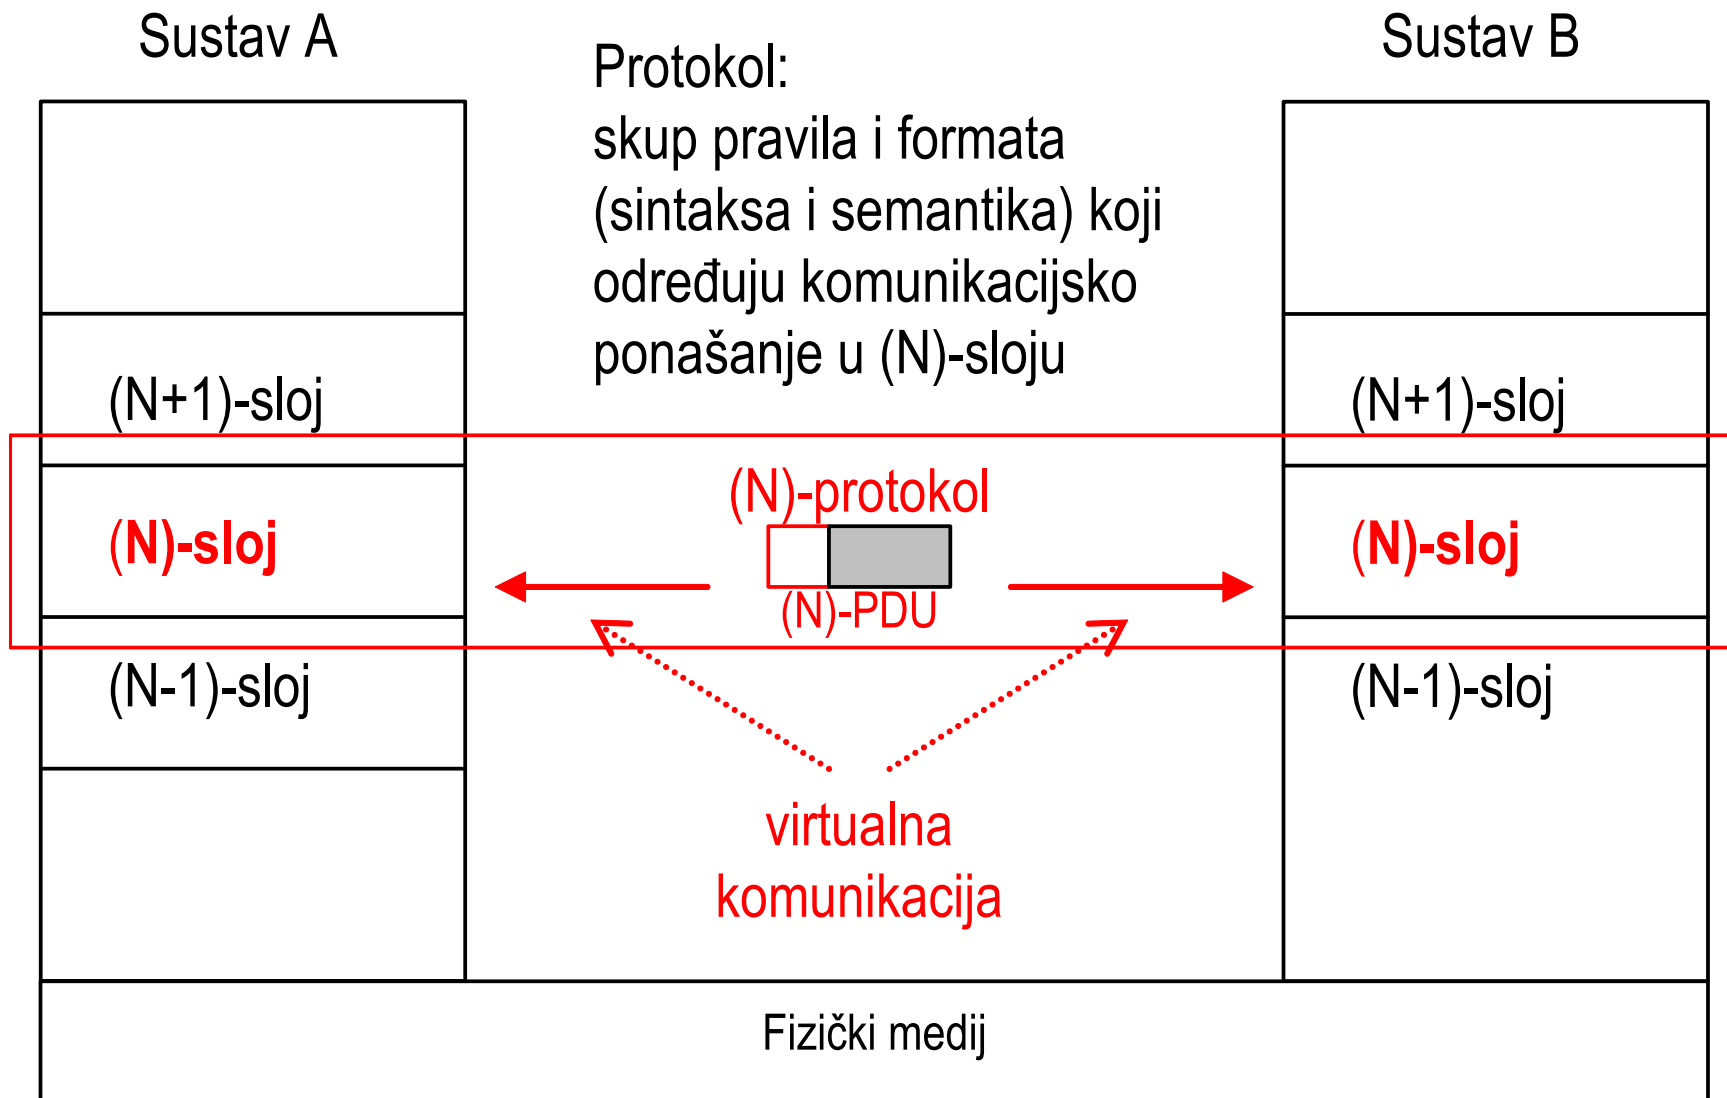 Sustav A
Sustav B
Protokol:
skup pravila i formata
(sintaksa i semantika) koji
određuju komunikacijsko
ponašanje u (N)-sloju
(N+1)-sloj
(N+1)-sloj
(N)-protokol
(N)-sloj
(N)-sloj
(N)-PDU
(N-1)-sloj
(N-1)-sloj
virtualna
komunikacija
Fizički medij